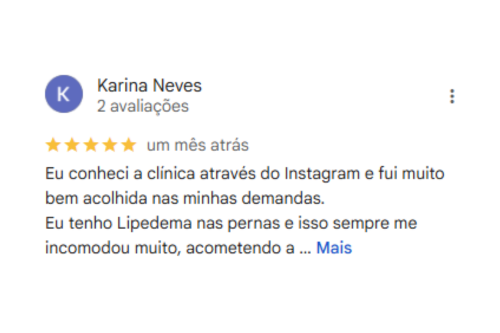 K
Karina Neves
2 avaliações
um mês atrás
Eu conheci a clínica através do Instagram e fui muito
bem acolhida nas minhas demandas.
Eu tenho Lipedema nas pernas e isso sempre me
incomodou muito, acometendo a ... Mais